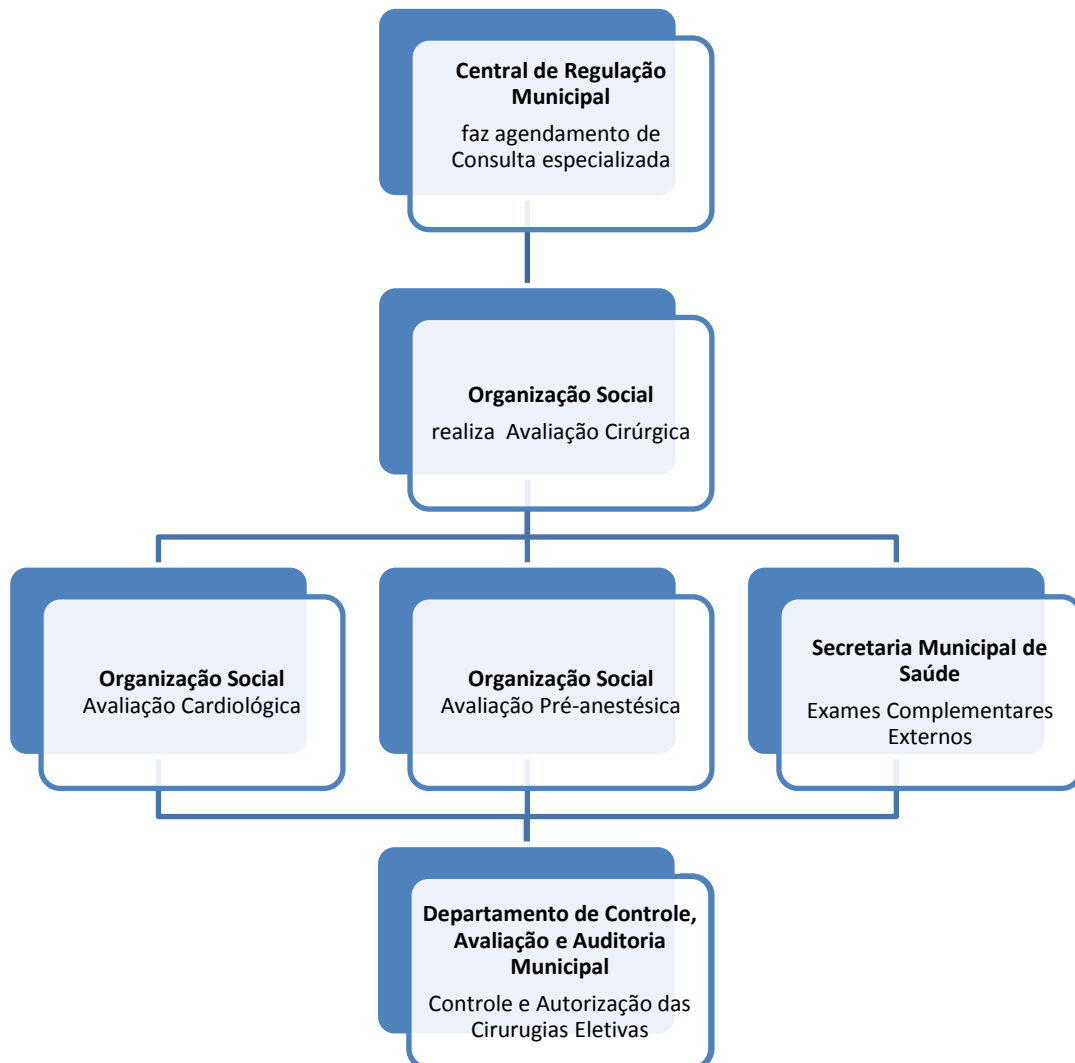 Central de Regulação
Municipal
faz agendamento de
Consulta especializada
Organização Social
realiza  Avaliação Cirúrgica
Organização Social
Avaliação Cardiológica
Organização Social
Avaliação Pré-anestésica
Secretaria Municipal de
Saúde
Exames Complementares
Externos
Departamento de Controle,
Avaliação e Auditoria
Municipal
Controle e Autorização das
Cirurugias Eletivas